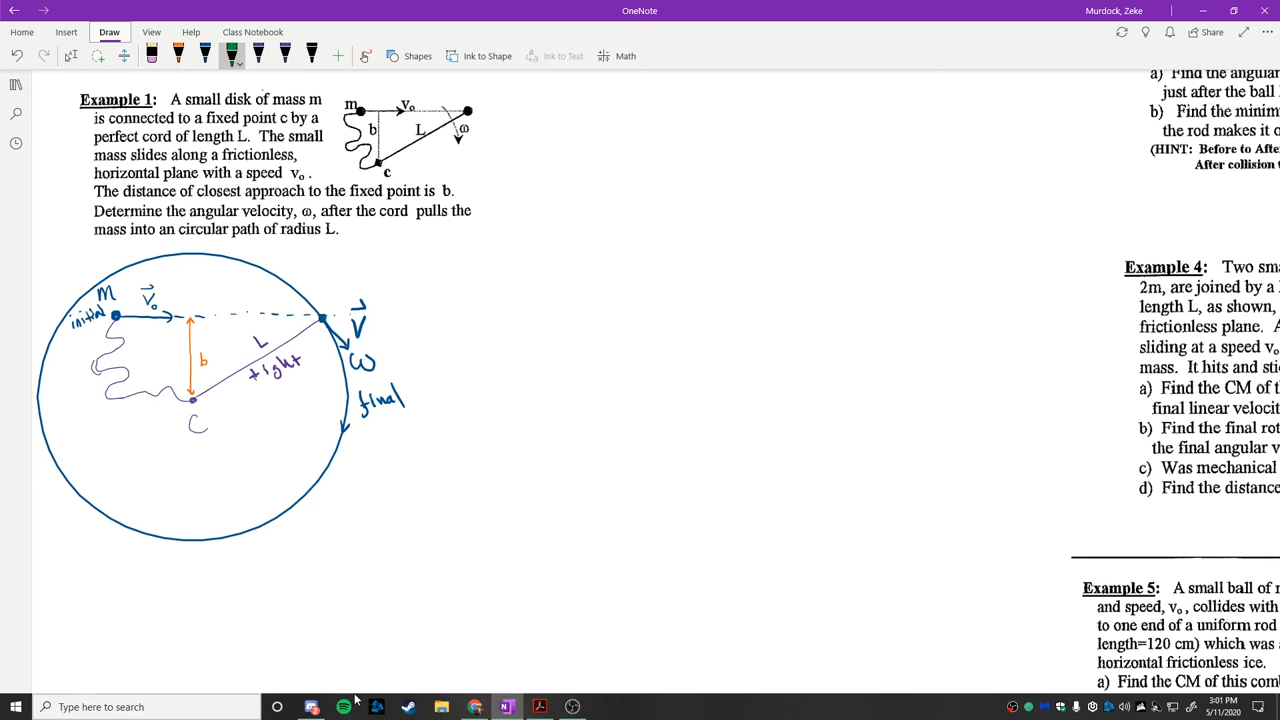 OneNote
Murdock, Zeke
Home Insert Draw View Help Class Notebook
Share
Shapes Ink to Shape Ink to Text Math
Example 1: A small disk of mass m
is connected to a fixed point c by a
perfect cord of length L. The small
mass slides along a frictionless,
horizontal plane with a speed vₒ.
The distance of closest approach to the fixed point is b.
Determine the angular velocity, ω, after the cord pulls the
mass into an circular path of radius L.
m vₒ
b L ω
c
M
initial V₀ V
b L
tight ω
final
C
a) Find the angular
just after the ball
b) Find the minim
the rod makes it o
(HINT: Before to Afte
After collision t
Example 4: Two sma
2m, are joined by a
length L, as shown,
frictionless plane. A
sliding at a speed vₒ
mass. It hits and stic
a) Find the CM of th
final linear velocit
b) Find the final rot
the final angular v
c) Was mechanical
d) Find the distance
Example 5: A small ball of m
and speed, vₒ, collides with
to one end of a uniform rod
length=120 cm) which was a
horizontal frictionless ice.
a) Find the CM of this comb
Type here to search
3:01 PM
5/11/2020